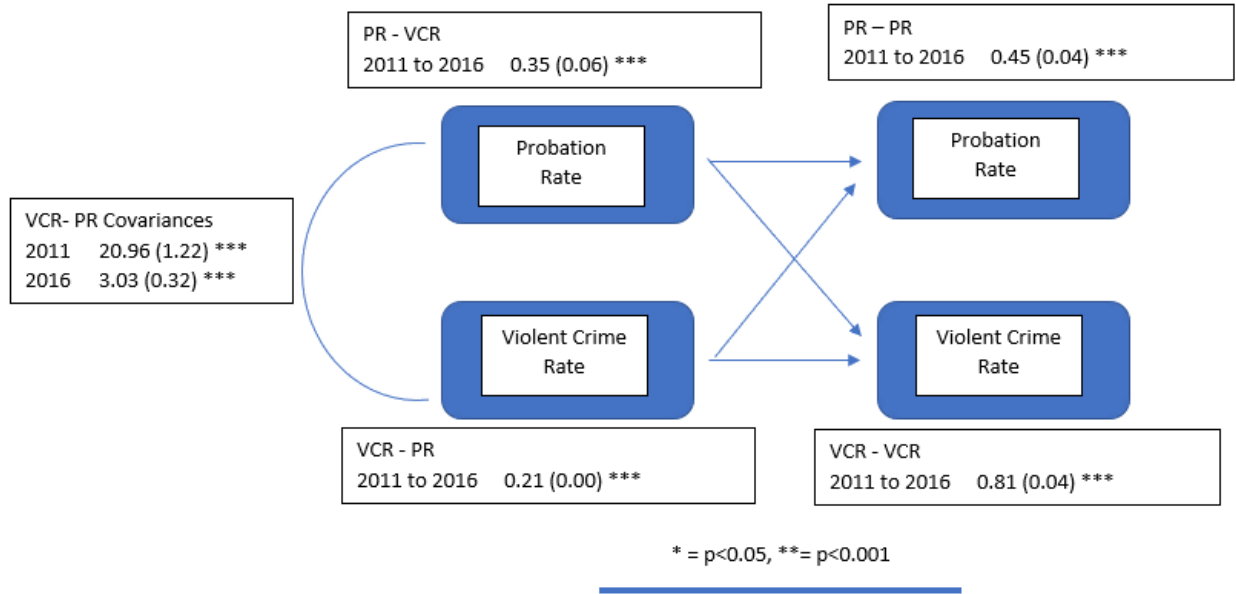 PR - VCR
2011 to 2016 0.35 (0.06) ***
PR – PR
2011 to 2016 0.45 (0.04) ***
Probation
Rate
Probation
Rate
VCR- PR Covariances
2011 20.96 (1.22) ***
2016 3.03 (0.32) ***
Violent Crime
Rate
Violent Crime
Rate
VCR - PR
2011 to 2016 0.21 (0.00) ***
VCR - VCR
2011 to 2016 0.81 (0.04) ***
* = p<0.05, **= p<0.001